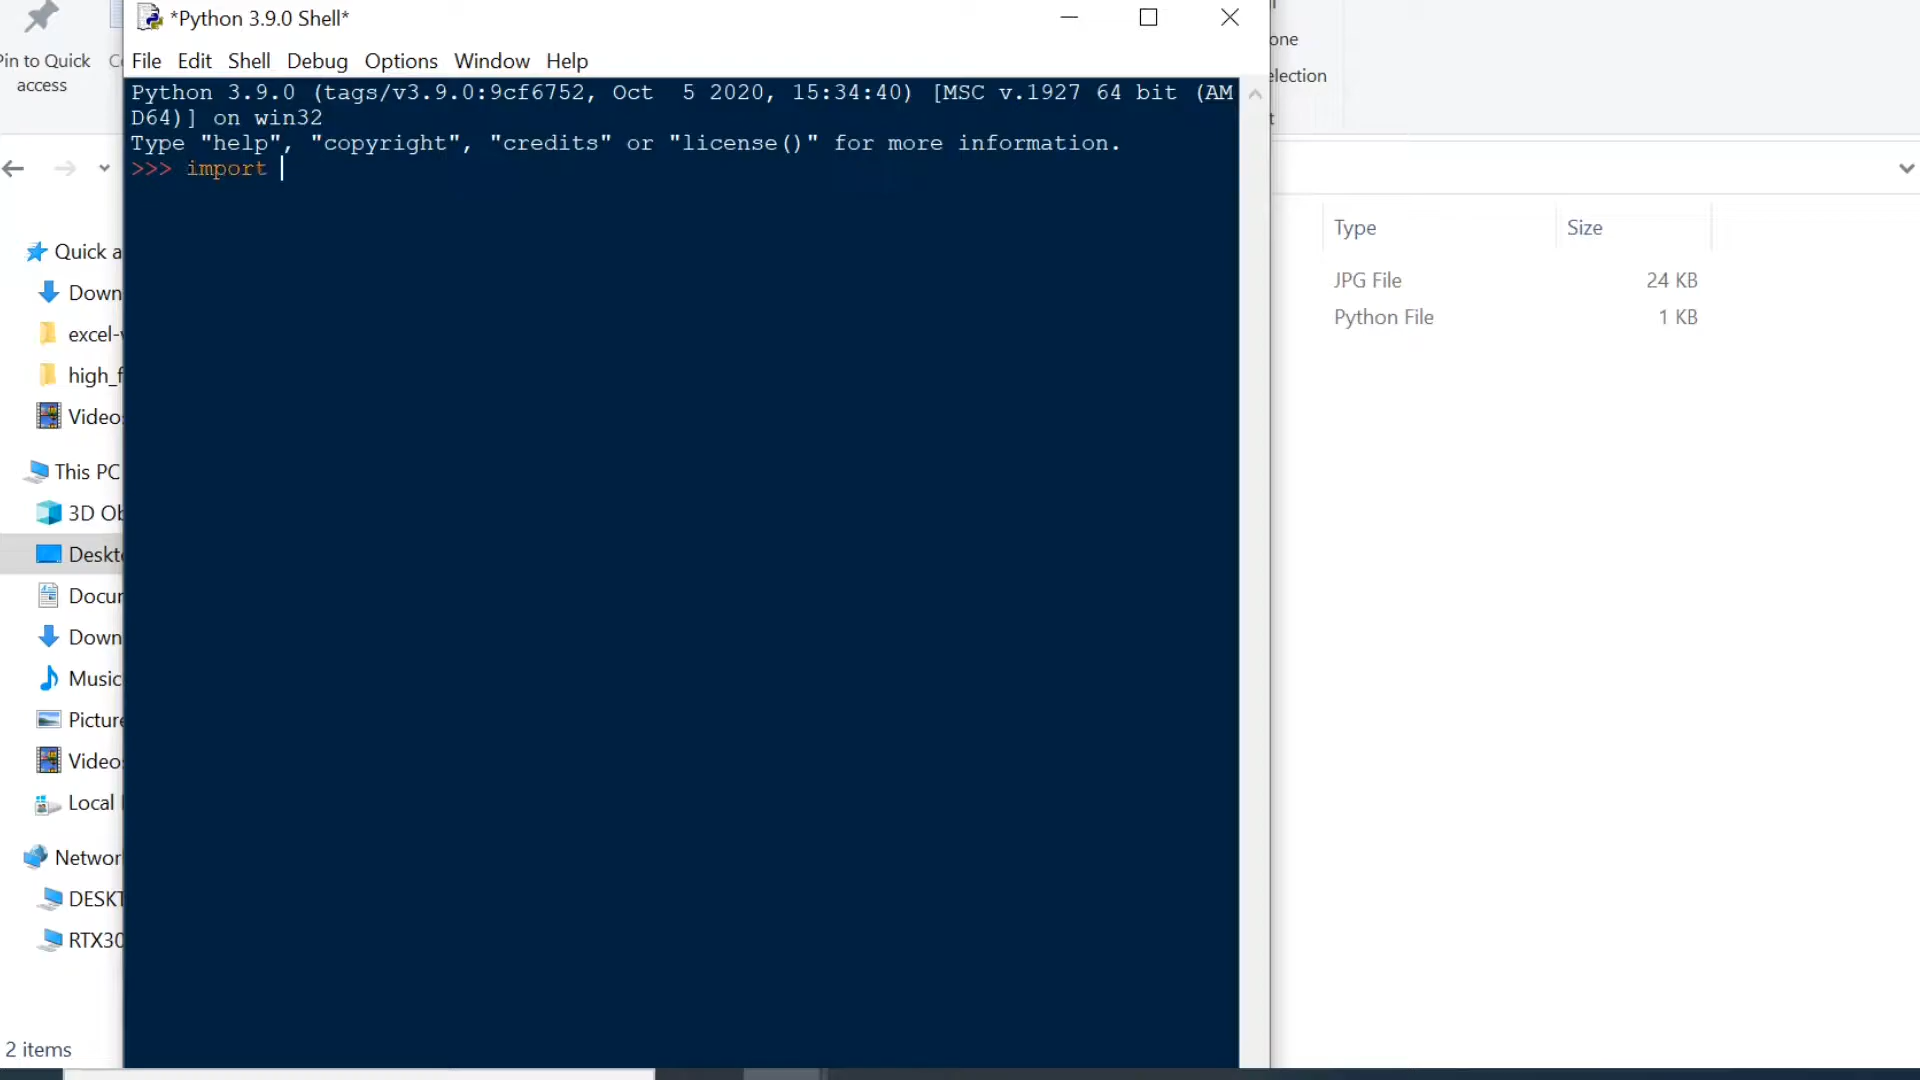 *Python 3.9.0 Shell*
File Edit Shell Debug Options Window Help
Python 3.9.0 (tags/v3.9.0:9cf6752, Oct  5 2020, 15:34:40) [MSC v.1927 64 bit (AM
D64)] on win32
Type "help", "copyright", "credits" or "license()" for more information.
>>> import
Pin to Quick
access
one
election
Type Size
JPG File 24 KB
Python File 1 KB
Quick a
Down
excel-
high_f
Video
This PC
3D Ob
Deskt
Docur
Down
Music
Picture
Video
Local
Networ
DESKT
RTX30
2 items